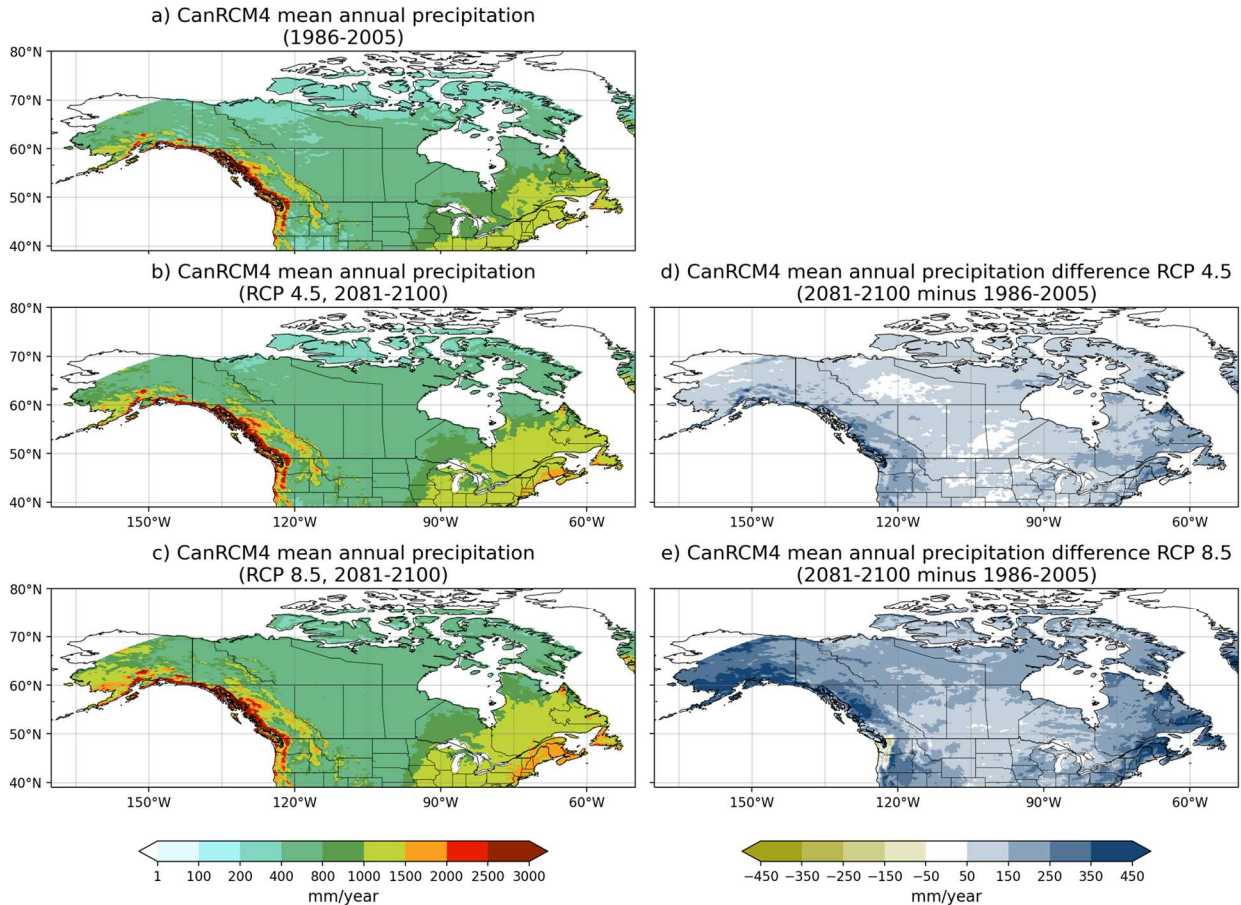 a) CanRCM4 mean annual precipitation
(1986-2005)
80°N
70°N
60°N
50°N
40°N
b) CanRCM4 mean annual precipitation
(RCP 4.5, 2081-2100)
80°N
70°N
60°N
50°N
40°N
150°W 120°W 90°W 60°W
d) CanRCM4 mean annual precipitation difference RCP 4.5
(2081-2100 minus 1986-2005)
150°W 120°W 90°W 60°W
c) CanRCM4 mean annual precipitation
(RCP 8.5, 2081-2100)
80°N
70°N
60°N
50°N
40°N
150°W 120°W 90°W 60°W
e) CanRCM4 mean annual precipitation difference RCP 8.5
(2081-2100 minus 1986-2005)
150°W 120°W 90°W 60°W
1 100 200 400 800 1000 1500 2000 2500 3000
mm/year
−450 −350 −250 −150 −50 50 150 250 350 450
mm/year